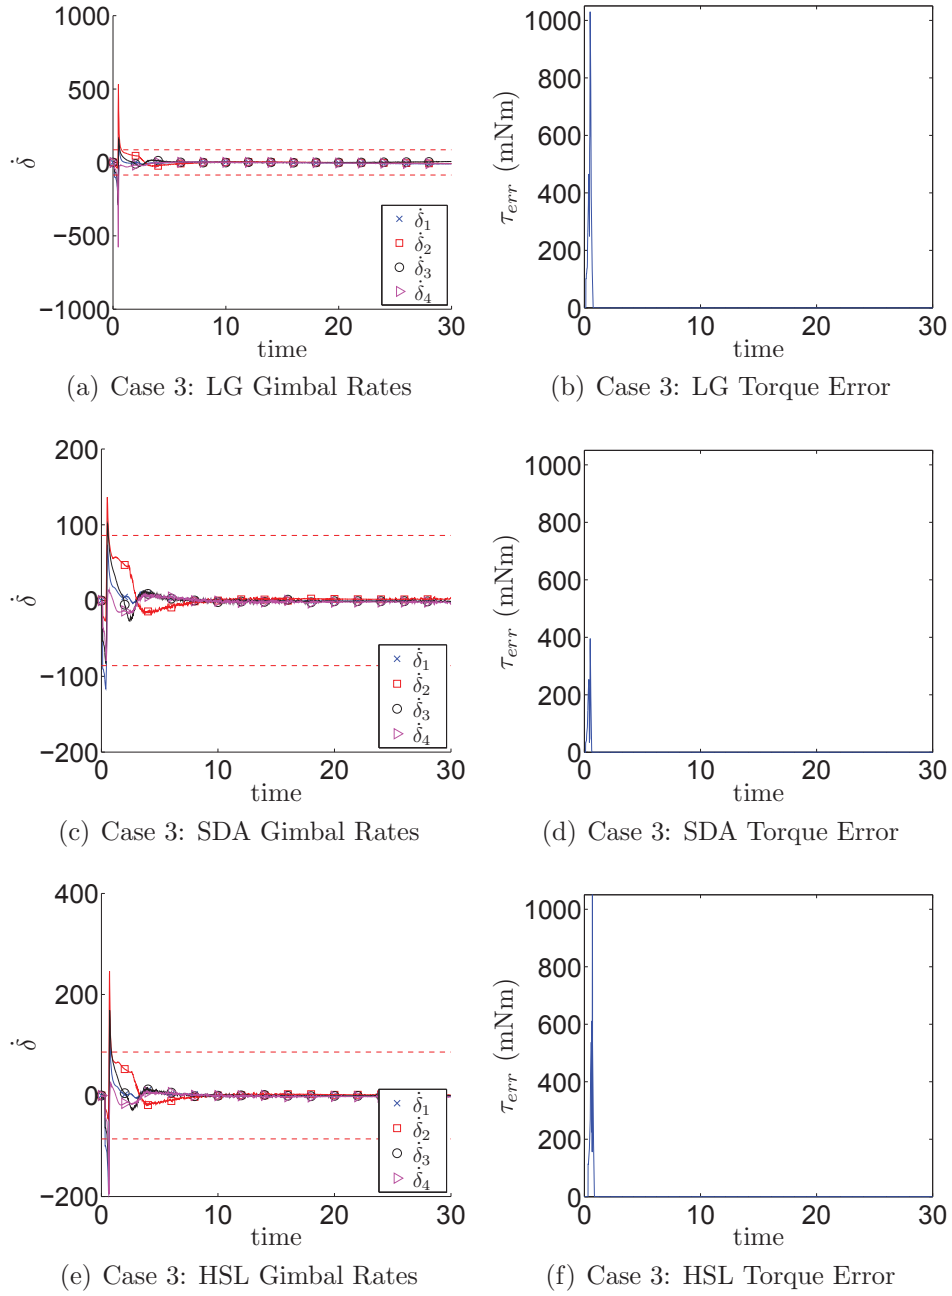 1000
500
0
−500
−1000
δ̇
0
10
20
30
time
δ̇1
δ̇2
δ̇3
δ̇4
(a) Case 3: LG Gimbal Rates
1000
800
600
400
200
0
τerr (mNm)
0
10
20
30
time
(b) Case 3: LG Torque Error
200
100
0
−100
−200
δ̇
0
10
20
30
time
δ̇1
δ̇2
δ̇3
δ̇4
(c) Case 3: SDA Gimbal Rates
1000
800
600
400
200
0
τerr (mNm)
0
10
20
30
time
(d) Case 3: SDA Torque Error
400
200
0
−200
δ̇
0
10
20
30
time
δ̇1
δ̇2
δ̇3
δ̇4
(e) Case 3: HSL Gimbal Rates
1000
800
600
400
200
0
τerr (mNm)
0
10
20
30
time
(f) Case 3: HSL Torque Error